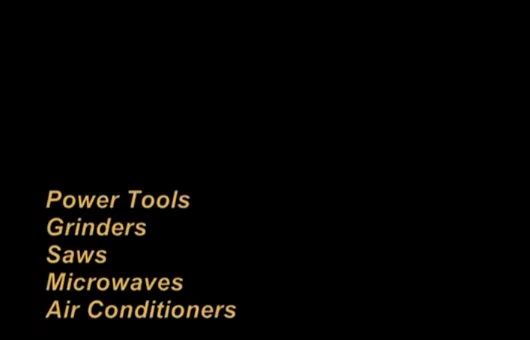 Power Tools
Grinders
Saws
Microwaves
Air Conditioners